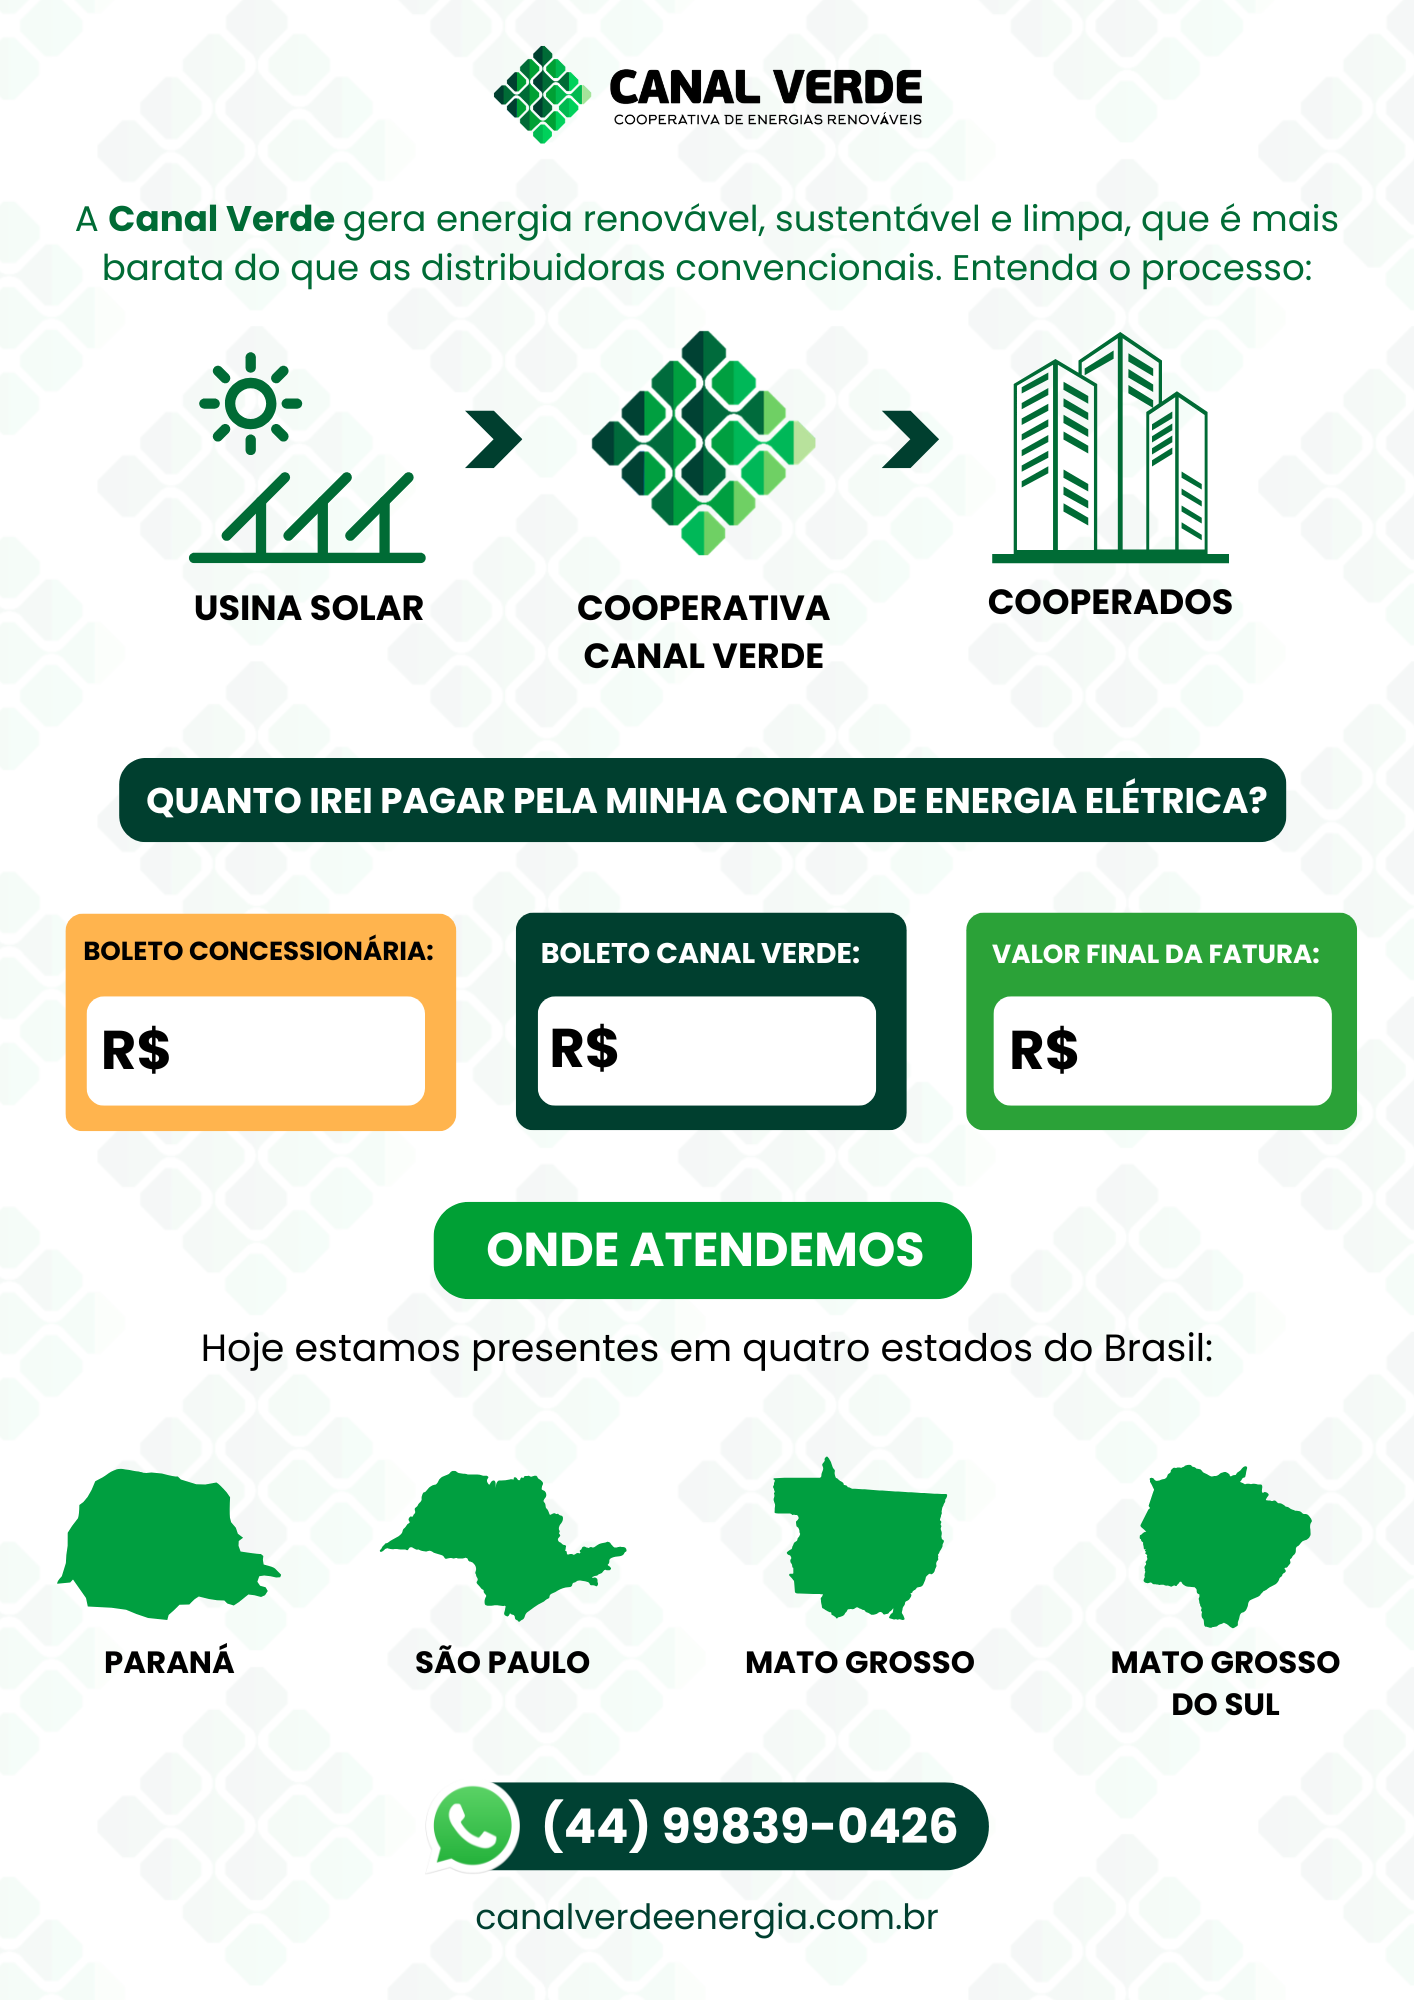 CANAL VERDE
COOPERATIVA DE ENERGIAS RENOVÁVEIS
A Canal Verde gera energia renovável, sustentável e limpa, que é mais
barata do que as distribuidoras convencionais. Entenda o processo:
USINA SOLAR
COOPERATIVA
CANAL VERDE
COOPERADOS
QUANTO IREI PAGAR PELA MINHA CONTA DE ENERGIA ELÉTRICA?
BOLETO CONCESSIONÁRIA:
R$
BOLETO CANAL VERDE:
R$
VALOR FINAL DA FATURA:
R$
ONDE ATENDEMOS
Hoje estamos presentes em quatro estados do Brasil:
PARANÁ
SÃO PAULO
MATO GROSSO
MATO GROSSO
DO SUL
(44) 99839-0426
canalverdeenergia.com.br